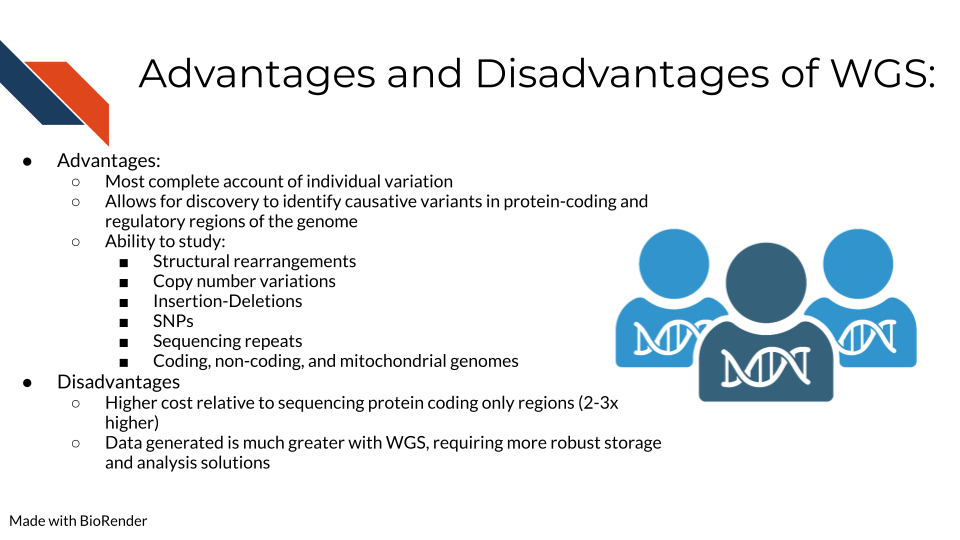 Advantages and Disadvantages of WGS:
● Advantages:
○ Most complete account of individual variation
○ Allows for discovery to identify causative variants in protein-coding and
regulatory regions of the genome
○ Ability to study:
■ Structural rearrangements
■ Copy number variations
■ Insertion-Deletions
■ SNPs
■ Sequencing repeats
■ Coding, non-coding, and mitochondrial genomes
● Disadvantages
○ Higher cost relative to sequencing protein coding only regions (2-3x
higher)
○ Data generated is much greater with WGS, requiring more robust storage
and analysis solutions
Made with BioRender